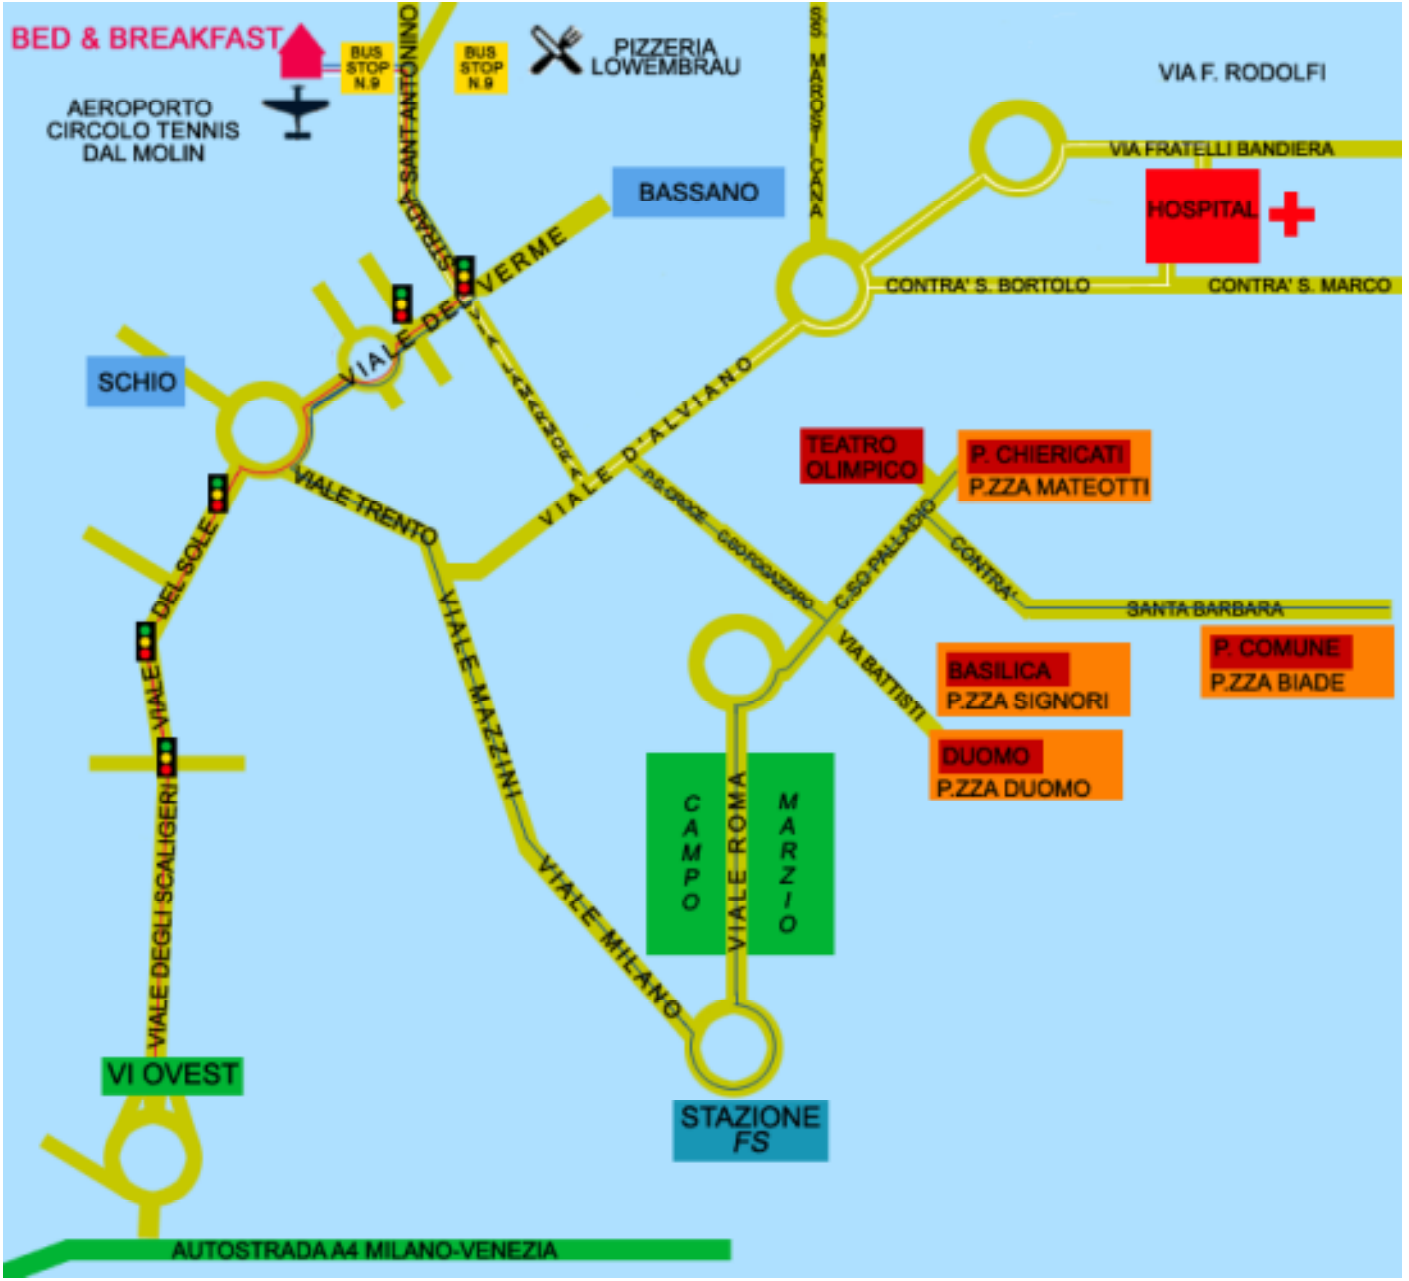 BED & BREAKFAST
BUS
STOP
N.9
STRADA SANT'ANTONINO
BUS
STOP
N.9
PIZZERIA
LOWEMBRAU
SS. MAROSTICANA
VIA F. RODOLFI
AEROPORTO
CIRCOLO TENNIS
DAL MOLIN
VIA FRATELLI BANDIERA
BASSANO
HOSPITAL
VIALE DEL VERME
CONTRA' S. BORTOLO
CONTRA' S. MARCO
SCHIO
VIA LAMARMORA
VIALE D'ALVIANO
VIALE TRENTO
TEATRO
OLIMPICO
P. CHIERICATI
P.ZZA MATEOTTI
P.S.CROCE
C.SO FOGAZZARO
C.SO PALLADIO
CONTRA'
SANTA BARBARA
VIALE DEL SOLE
VIALE MAZZINI
VIA BATTISTI
BASILICA
P.ZZA SIGNORI
P. COMUNE
P.ZZA BIADE
DUOMO
P.ZZA DUOMO
CAMPO
VIALE ROMA
MARZIO
VIALE DEGLI SCALIGERI
VIALE MILANO
VI OVEST
STAZIONE
FS
AUTOSTRADA A4 MILANO-VENEZIA